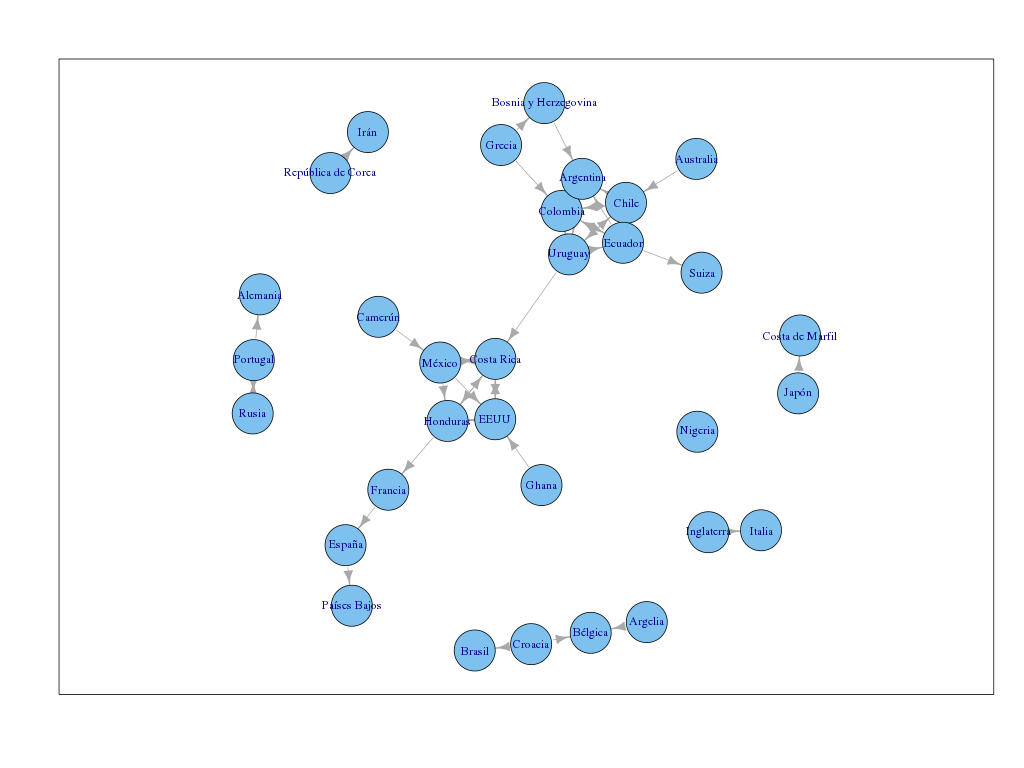 Bosnia y Herzegovina
Irán
Grecia
Australia
República de Corea
Argentina
Chile
Colombia
Ecuador
Uruguay
Suiza
Alemania
Camerún
Costa de Marfil
Portugal
México
Costa Rica
Japón
Rusia
Honduras
EEUU
Nigeria
Francia
Ghana
Inglaterra
Italia
España
Países Bajos
Argelia
Bélgica
Croacia
Brasil